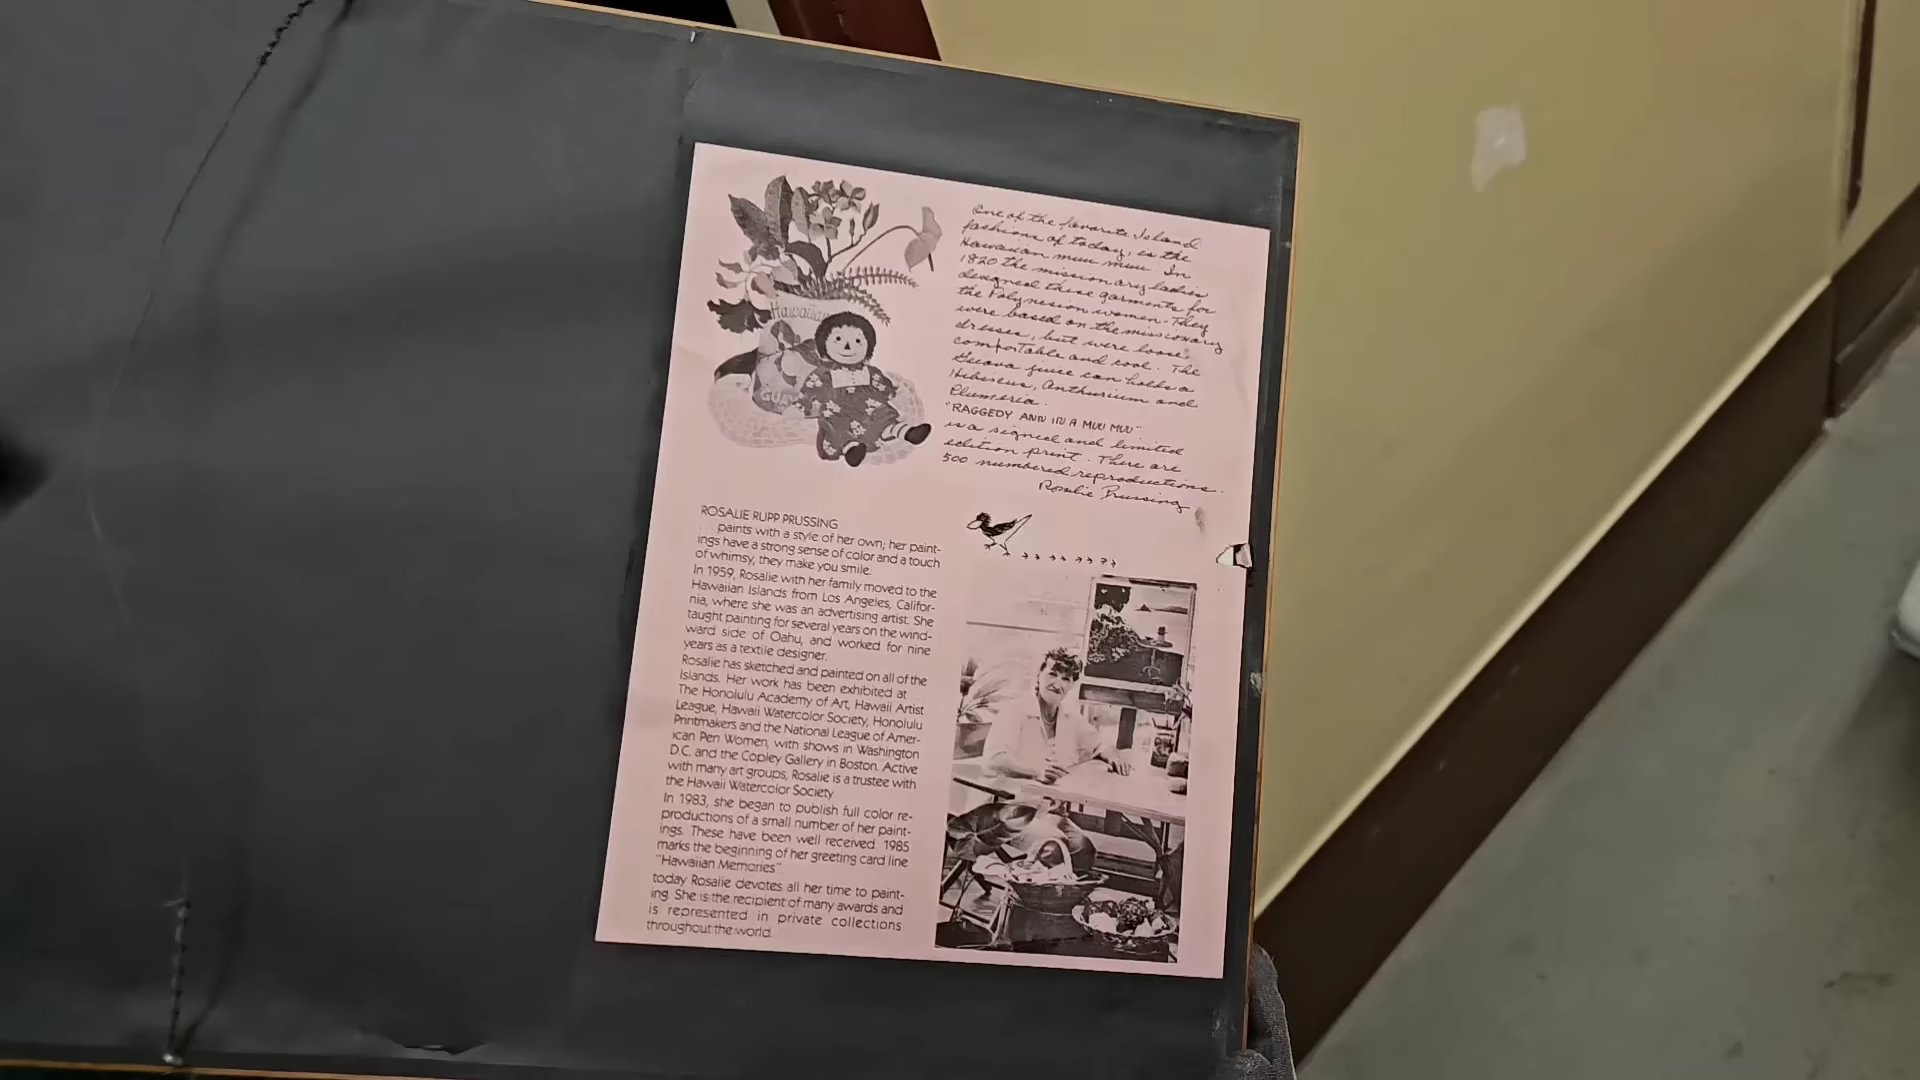 Hawaiian
GUAVA
One of the favorite Island
fashions of today, is the
Hawaiian muu muu. In
1820 the missionary ladies
designed these garments for
the Polynesian women - They
were based on the missionary
dresses, but were loose,
comfortable and cool. The
Guava juice can holds a
Hibiscus, Anthurium and
Plumeria.
"RAGGEDY ANN IN A MUU MUU"
is a signed and limited
edition print. There are
500 numbered reproductions.
Rosalie Prussing
ROSALIE RUPP PRUSSING
... paints with a style of her own; her paint-
ings have a strong sense of color and a touch
of whimsy, they make you smile.
In 1959, Rosalie with her family moved to the
Hawaiian Islands from Los Angeles, Califor-
nia, where she was an advertising artist. She
taught painting for several years on the wind-
ward side of Oahu, and worked for nine
years as a textile designer.
Rosalie has sketched and painted on all of the
Islands. Her work has been exhibited at
The Honolulu Academy of Art, Hawaii Artist
League, Hawaii Watercolor Society, Honolulu
Printmakers and the National League of Amer-
ican Pen Women, with shows in Washington
D.C. and the Copley Gallery in Boston. Active
with many art groups, Rosalie is a trustee with
the Hawaii Watercolor Society.
In 1983, she began to publish full color re-
productions of a small number of her paint-
ings. These have been well received. 1985
marks the beginning of her greeting card line
"Hawaiian Memories"
today Rosalie devotes all her time to paint-
ing. She is the recipient of many awards and
is represented in private collections
throughout the world.